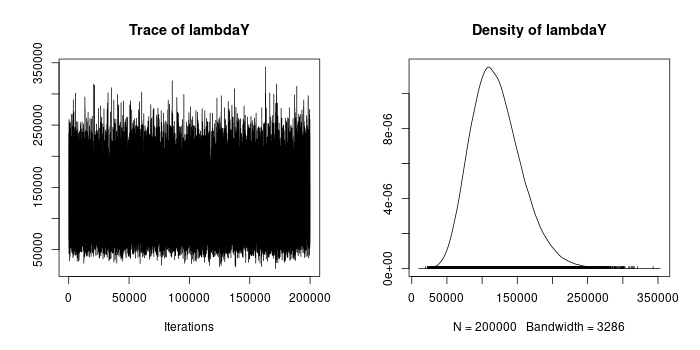 Trace of lambdaY
Density of lambdaY
350000
250000
150000
50000
0 50000 100000 150000 200000
Iterations
8e-06
4e-06
0e+00
0 50000 150000 250000 350000
N = 200000 Bandwidth = 3286